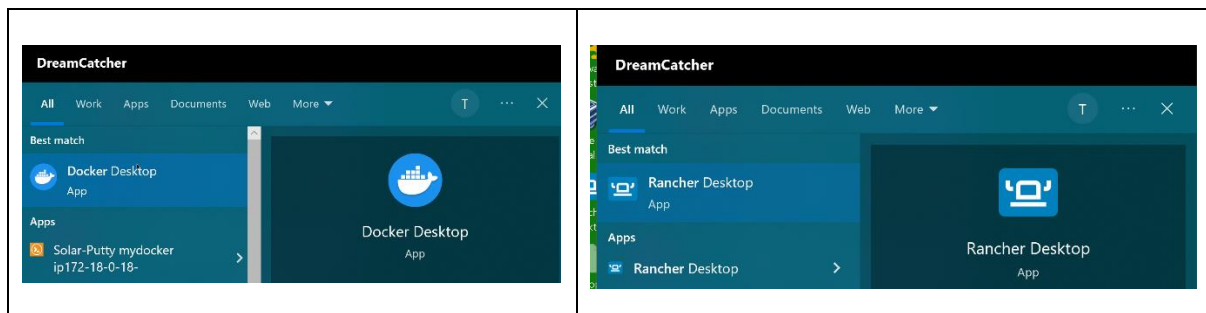 DreamCatcher
All Work Apps Documents Web More T ... ×
Best match
Docker Desktop
App
Apps
Solar-Putty mydocker
ip172-18-0-18-
Docker Desktop
App
DreamCatcher
All Work Apps Documents Web More T ... ×
Best match
Rancher Desktop
App
Apps
Rancher Desktop
Rancher Desktop
App